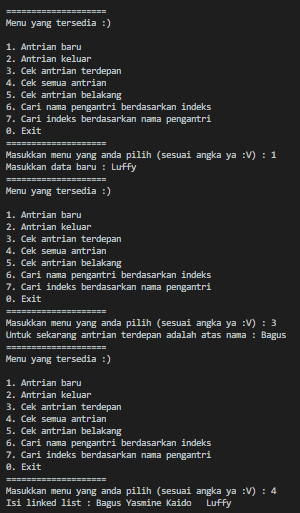 ====================
Menu yang tersedia :)
1. Antrian baru
2. Antrian keluar
3. Cek antrian terdepan
4. Cek semua antrian
5. Cek antrian belakang
6. Cari nama pengantri berdasarkan indeks
7. Cari indeks berdasarkan nama pengantri
0. Exit
====================
Masukkan menu yang anda pilih (sesuai angka ya :V) : 1
Masukkan data baru : Luffy
====================
Menu yang tersedia :)
1. Antrian baru
2. Antrian keluar
3. Cek antrian terdepan
4. Cek semua antrian
5. Cek antrian belakang
6. Cari nama pengantri berdasarkan indeks
7. Cari indeks berdasarkan nama pengantri
0. Exit
====================
Masukkan menu yang anda pilih (sesuai angka ya :V) : 3
Untuk sekarang antrian terdepan adalah atas nama : Bagus
====================
Menu yang tersedia :)
1. Antrian baru
2. Antrian keluar
3. Cek antrian terdepan
4. Cek semua antrian
5. Cek antrian belakang
6. Cari nama pengantri berdasarkan indeks
7. Cari indeks berdasarkan nama pengantri
0. Exit
====================
Masukkan menu yang anda pilih (sesuai angka ya :V) : 4
Isi linked list : Bagus Yasmine Kaido   Luffy